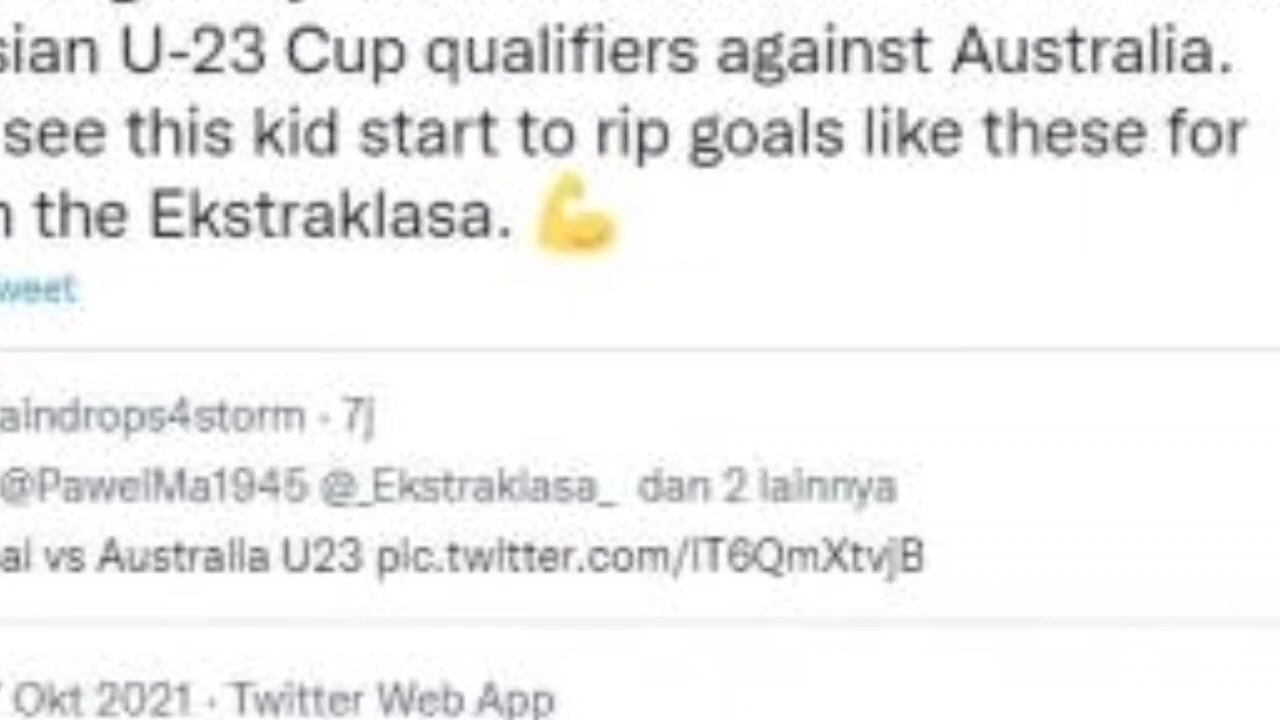 sian U-23 Cup qualifiers against Australia.
see this kid start to rip goals like these for
the Ekstraklasa. 💪
weet
aindrops4storm · 7j
@PawelMa1945 @_Ekstraklasa_ dan 2 lainnya
al vs Australia U23 pic.twitter.com/lT6QmXtvjB
Okt 2021 · Twitter Web App